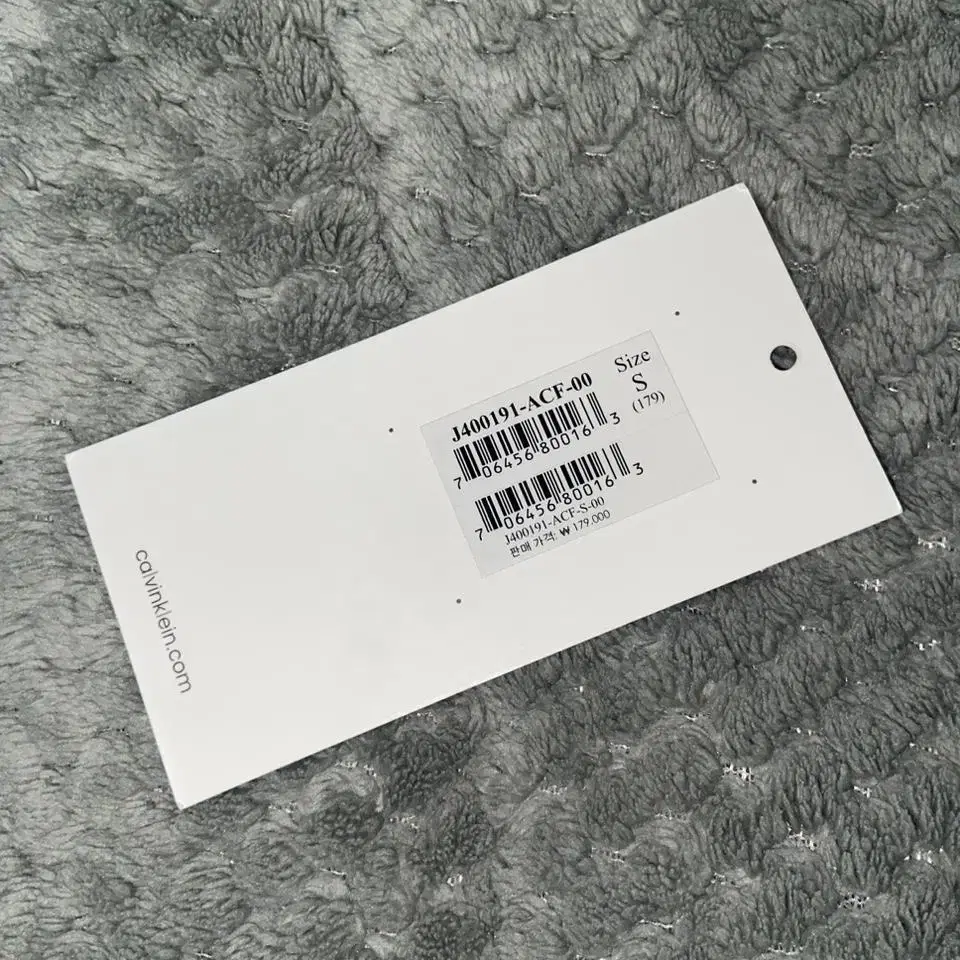 J400191-ACF-00
7 06456 80016 3
Size
S
(179)
7 06456 80016 3
J400191-ACF-S-00
판매 가격: ₩ 179.000
calvinklein.com